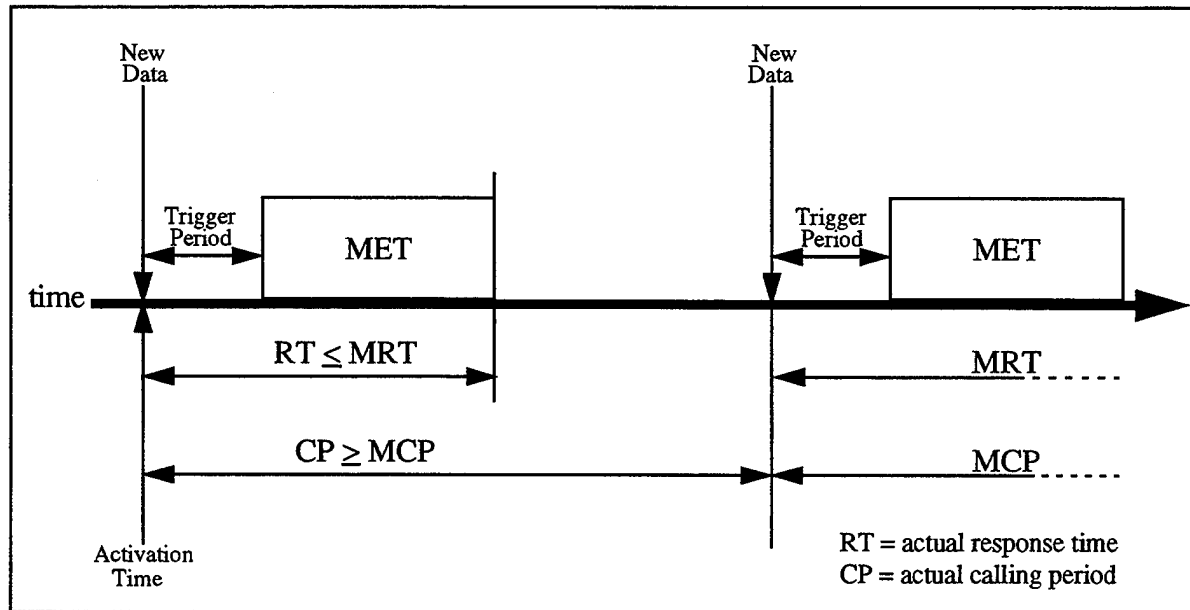 New
Data
New
Data
Trigger
Period
MET
Trigger
Period
MET
time
RT ≤ MRT
MRT
CP ≥ MCP
MCP
Activation
Time
RT = actual response time
CP = actual calling period